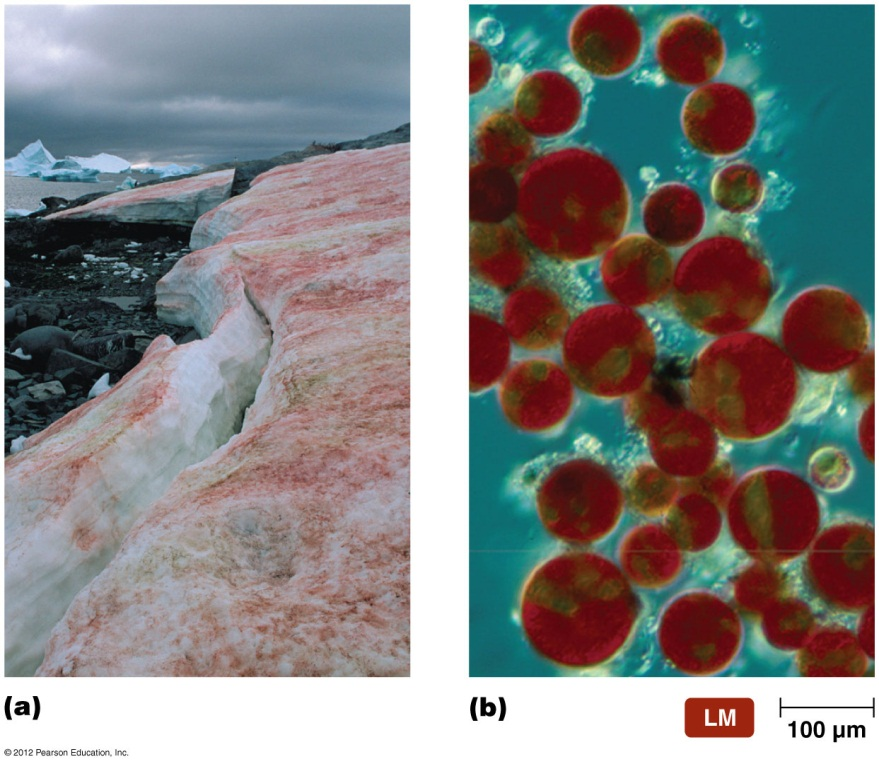 (a)
(b)
LM
100 µm
© 2012 Pearson Education, Inc.